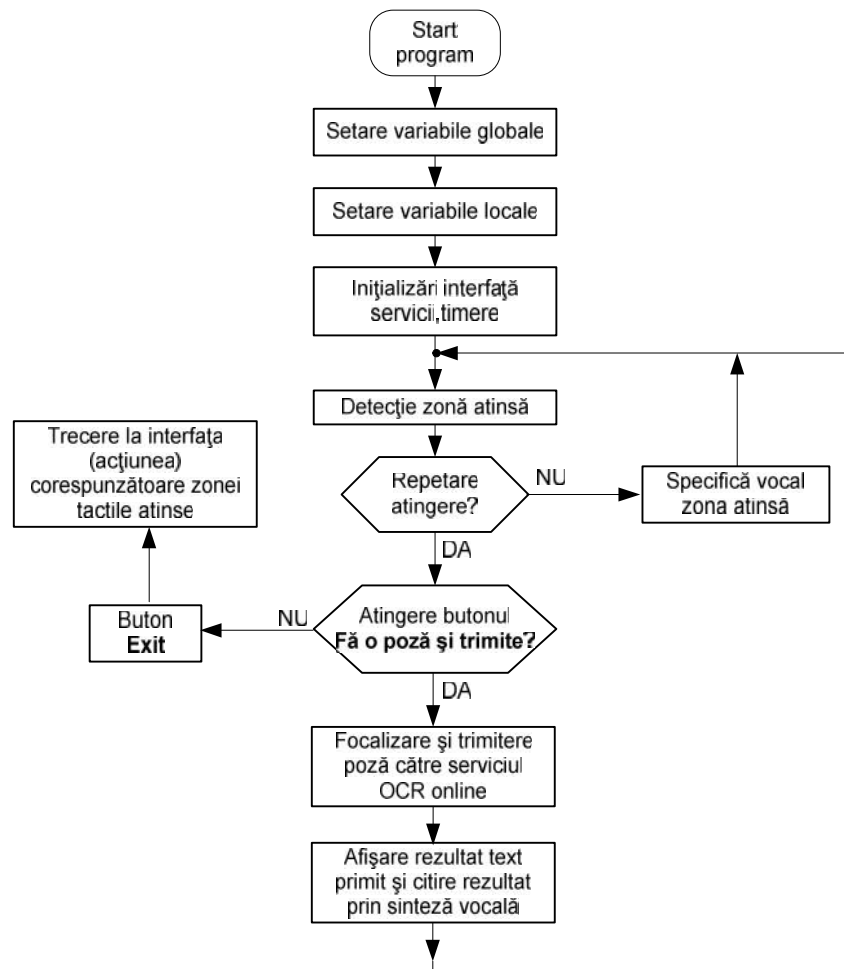 Start
program
Setare variabile globale
Setare variabile locale
Iniţializări interfaţă
servicii,timere
Detecţie zonă atinsă
Trecere la interfaţa
(acţiunea)
corespunzătoare zonei
tactile atinse
Repetare
atingere?
NU
Specifică vocal
zona atinsă
DA
Buton
Exit
NU
Atingere butonul
Fă o poză şi trimite?
DA
Focalizare şi trimitere
poză către serviciul
OCR online
Afişare rezultat text
primit şi citire rezultat
prin sinteză vocală